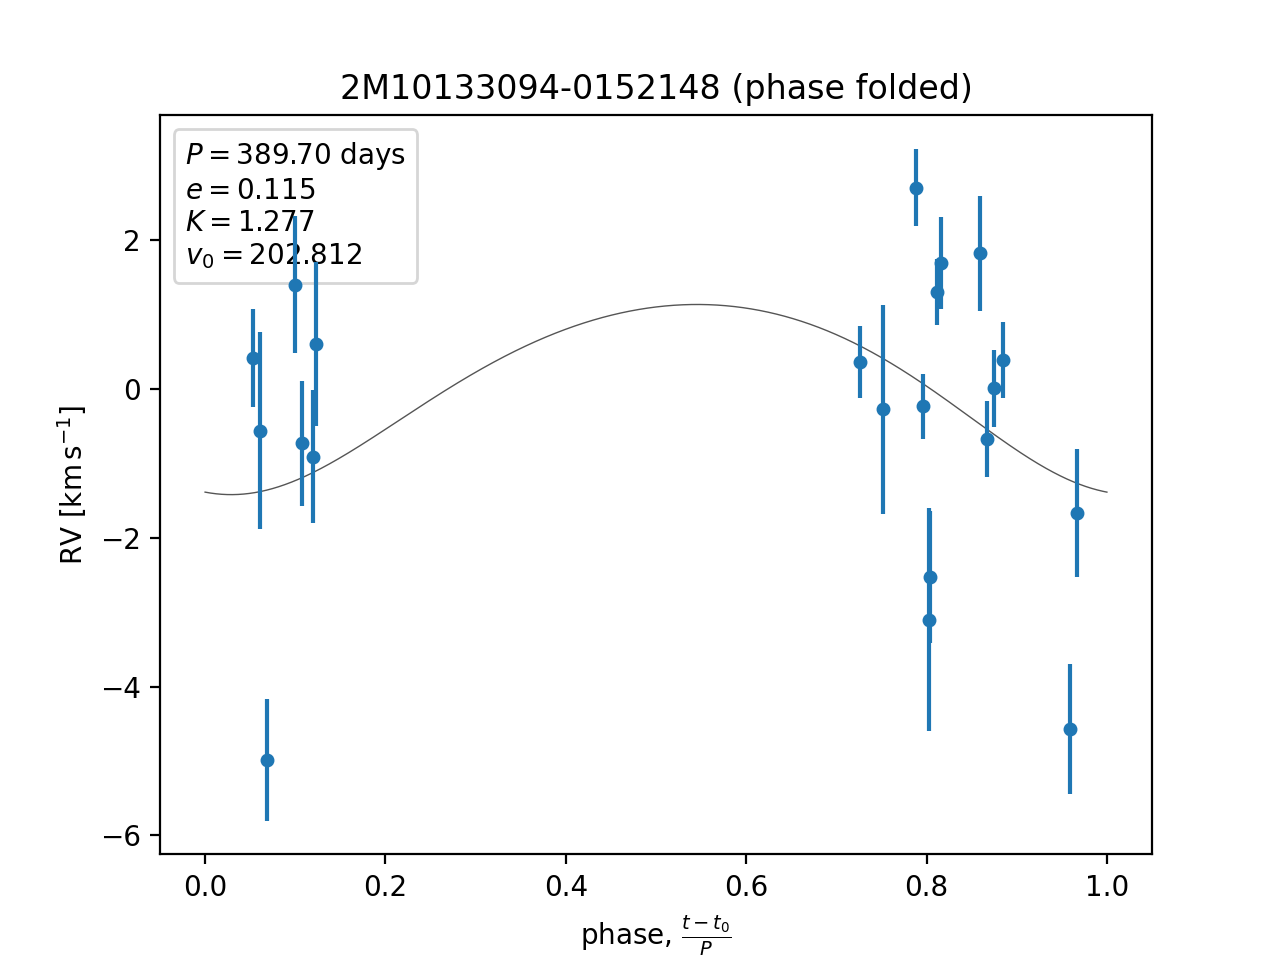 2M10133094-0152148 (phase folded)
P = 389.70 days
e = 0.115
K = 1.277
v₀ = 202.812
RV [km s⁻¹]
2
0
−2
−4
−6
0.0 0.2 0.4 0.6 0.8 1.0
phase, (t − t₀)/P